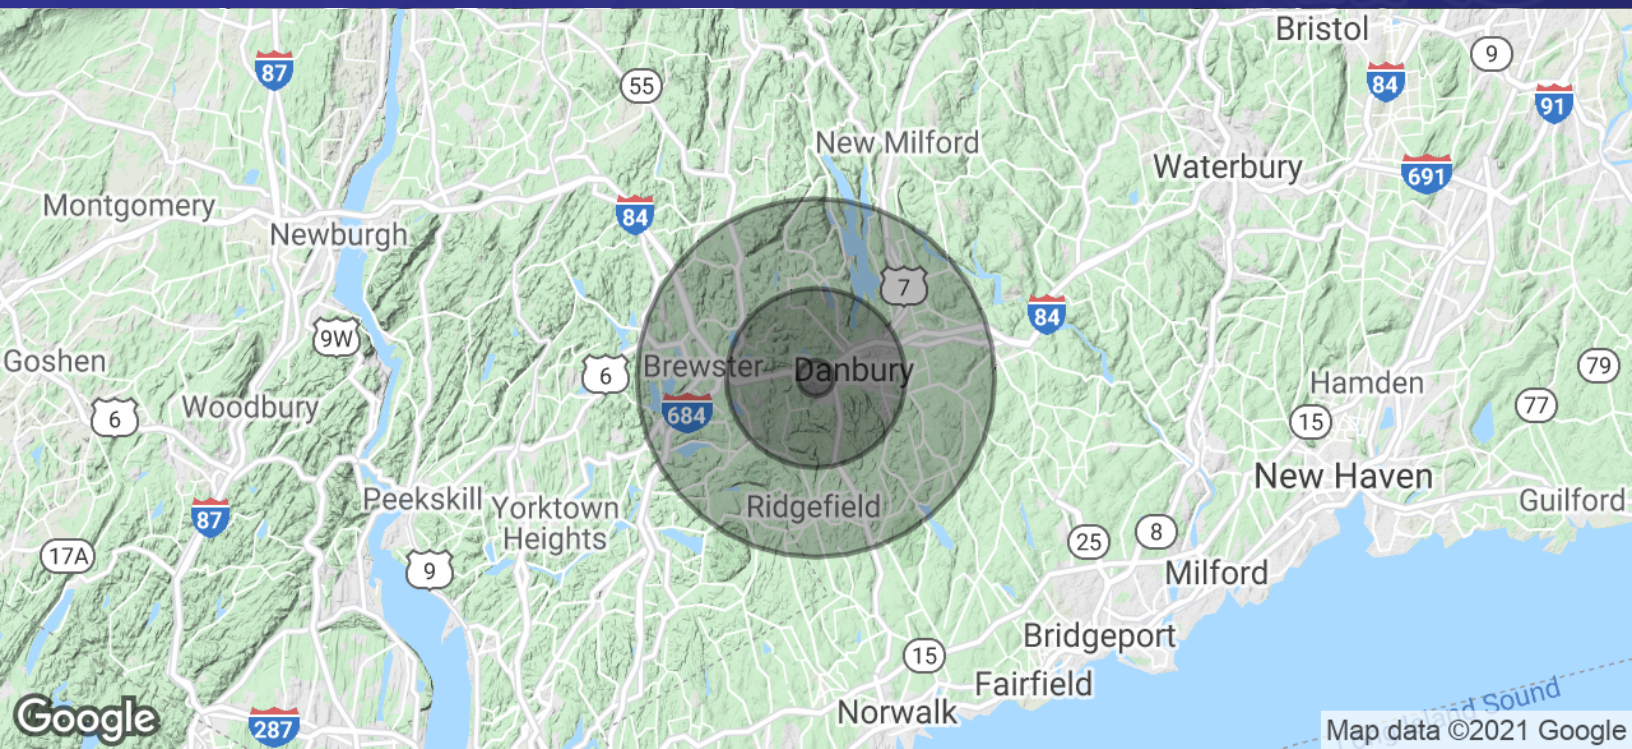 Bristol
9
87
84
55
91
New Milford
Waterbury
691
Montgomery
84
Newburgh
7
84
9W
Goshen
6
Brewster
Danbury
79
Hamden
Woodbury
684
77
6
15
New Haven
Peekskill
Yorktown
Heights
Ridgefield
Guilford
87
8
25
17A
9
Milford
Bridgeport
15
Fairfield
Norwalk
Island Sound
Google
287
Map data ©2021 Google